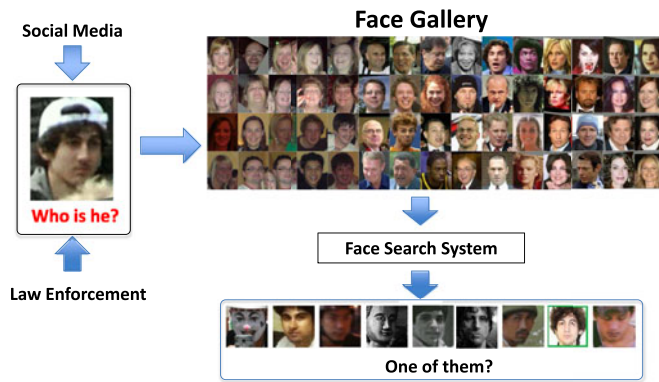 Face Gallery
Social Media
Who is he?
Law Enforcement
Face Search System
One of them?